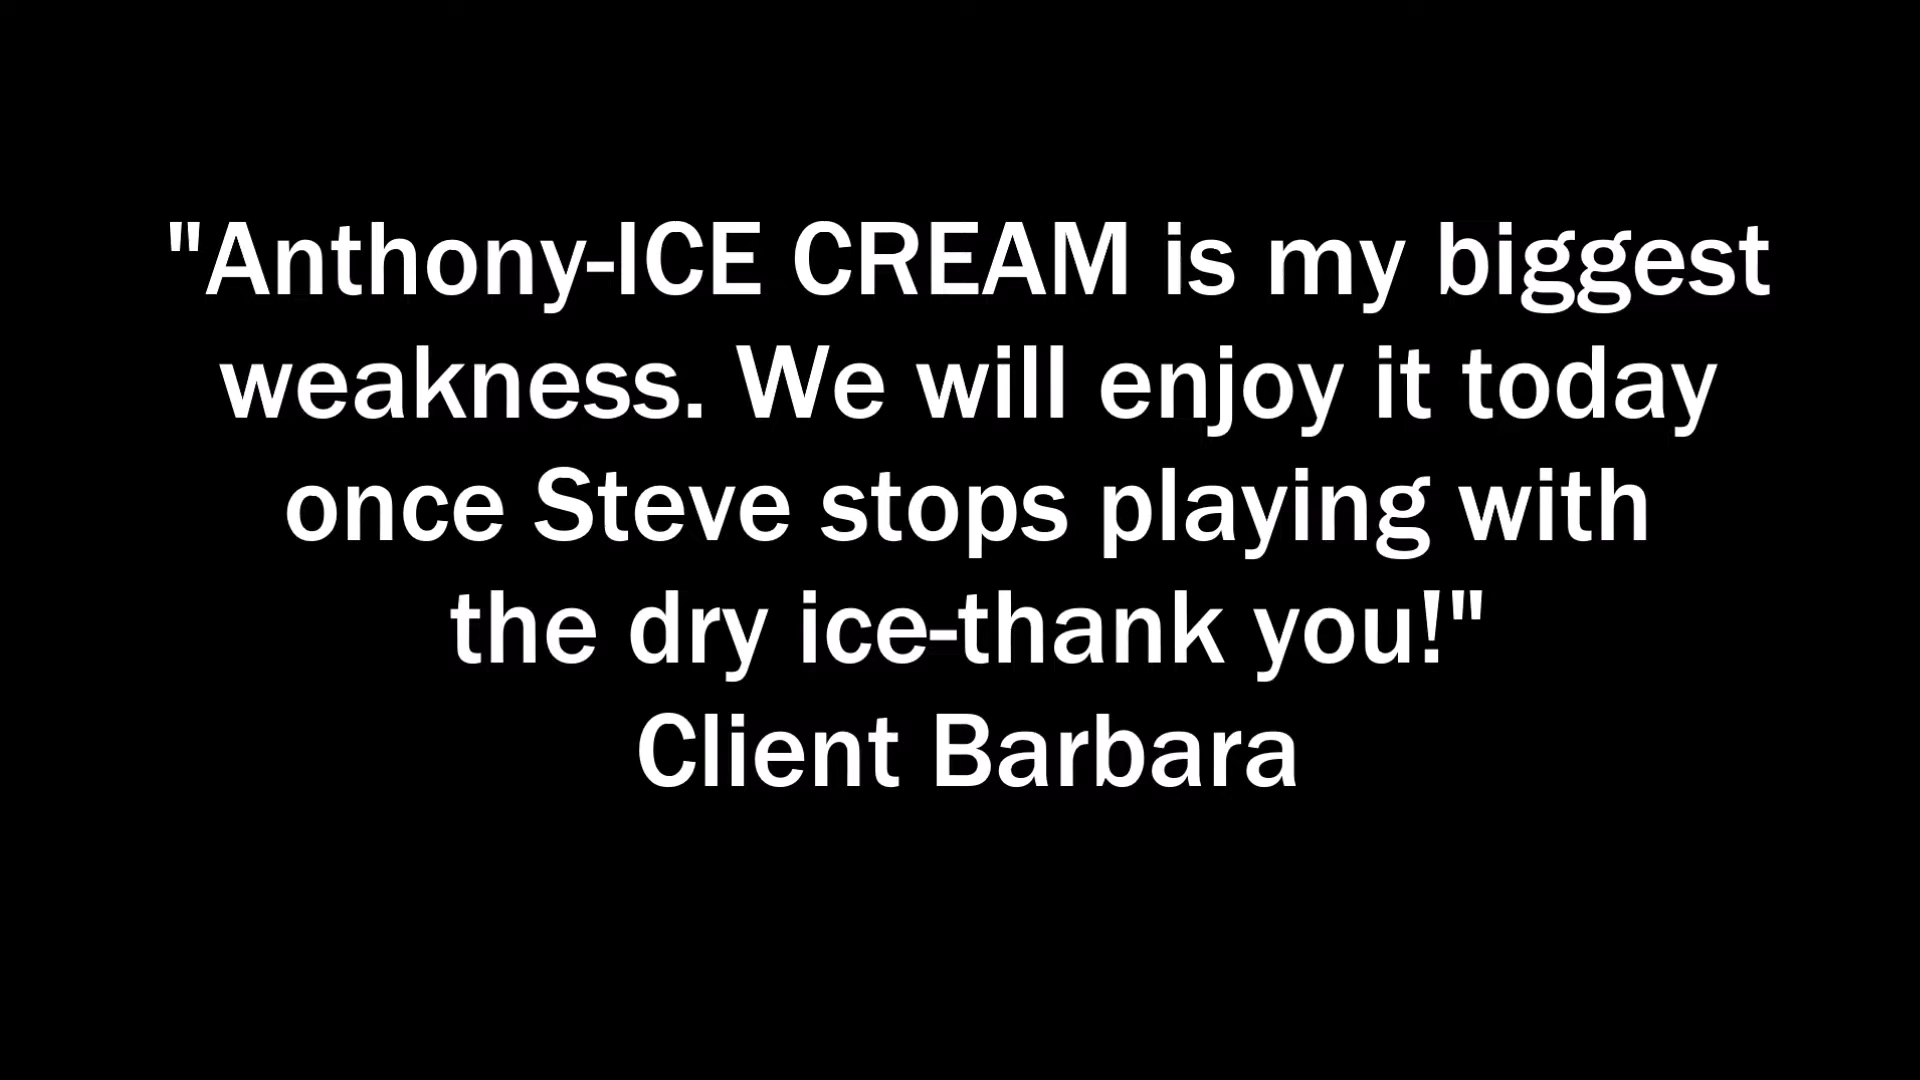 "Anthony-ICE CREAM is my biggest
weakness. We will enjoy it today
once Steve stops playing with
the dry ice-thank you!"
Client Barbara